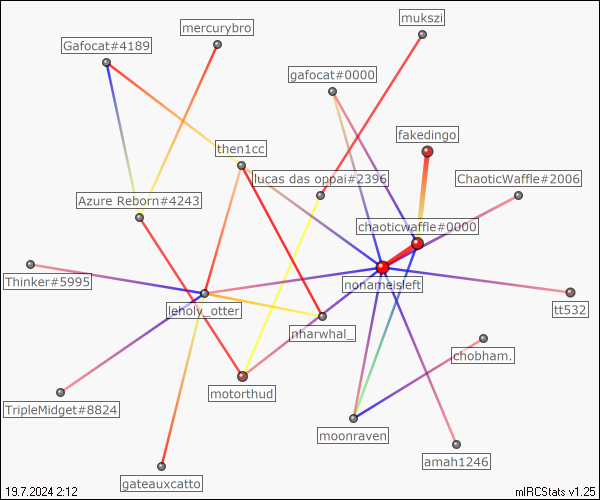 mukszi
mercurybro
Gafocat#4189
gafocat#0000
fakedingo
then1cc
lucas das oppai#2396
ChaoticWaffle#2006
Azure Reborn#4243
chaoticwaffle#0000
Thinker#5995
nonameisleft
leholy_otter
tt532
nharwhal_
chobham.
motorthud
TripleMidget#8824
moonraven
amah1246
gateauxcatto
19.7.2024 2:12
mIRCStats v1.25